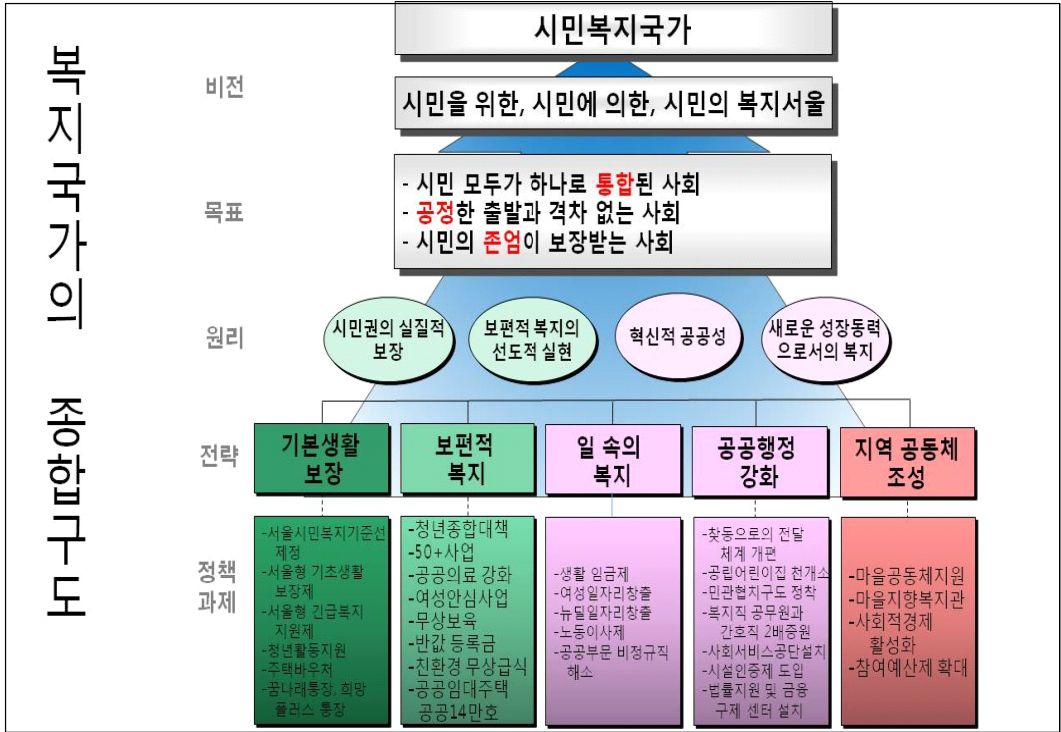 복지국가의 종합구도
시민복지국가
비전
시민을 위한, 시민에 의한, 시민의 복지서울
목표
- 시민 모두가 하나로 통합된 사회
- 공정한 출발과 격차 없는 사회
- 시민의 존엄이 보장받는 사회
원리
시민권의 실질적
보장
보편적 복지의
선도적 실현
혁신적 공공성
새로운 성장동력
으로서의 복지
전략
기본생활
보장
보편적
복지
일 속의
복지
공공행정
강화
지역 공동체
조성
정책
과제
-서울시민복지기준선
제정
-서울형 기초생활
보장제
-서울형 긴급복지
지원제
-청년활동지원
-주택바우처
-꿈나래통장, 희망
플러스 통장
-청년종합대책
-50+사업
-공공의료 강화
-여성안심사업
-무상보육
-반값 등록금
-친환경 무상급식
-공공임대주택
공공14만호
-생활 임금제
-여성일자리창출
-뉴딜일자리창출
-노동이사제
-공공부문 비정규직
해소
-찾동으로의 전달
체계 개편
-공립어린이집 천개소
-민관협치구도 정착
-복지직 공무원과
간호직 2배증원
-사회서비스공단설치
-시설인증제 도입
-법률지원 및 금융
구제 센터 설치
-마을공동체지원
-마을지향복지관
-사회적경제
활성화
-참여예산제 확대